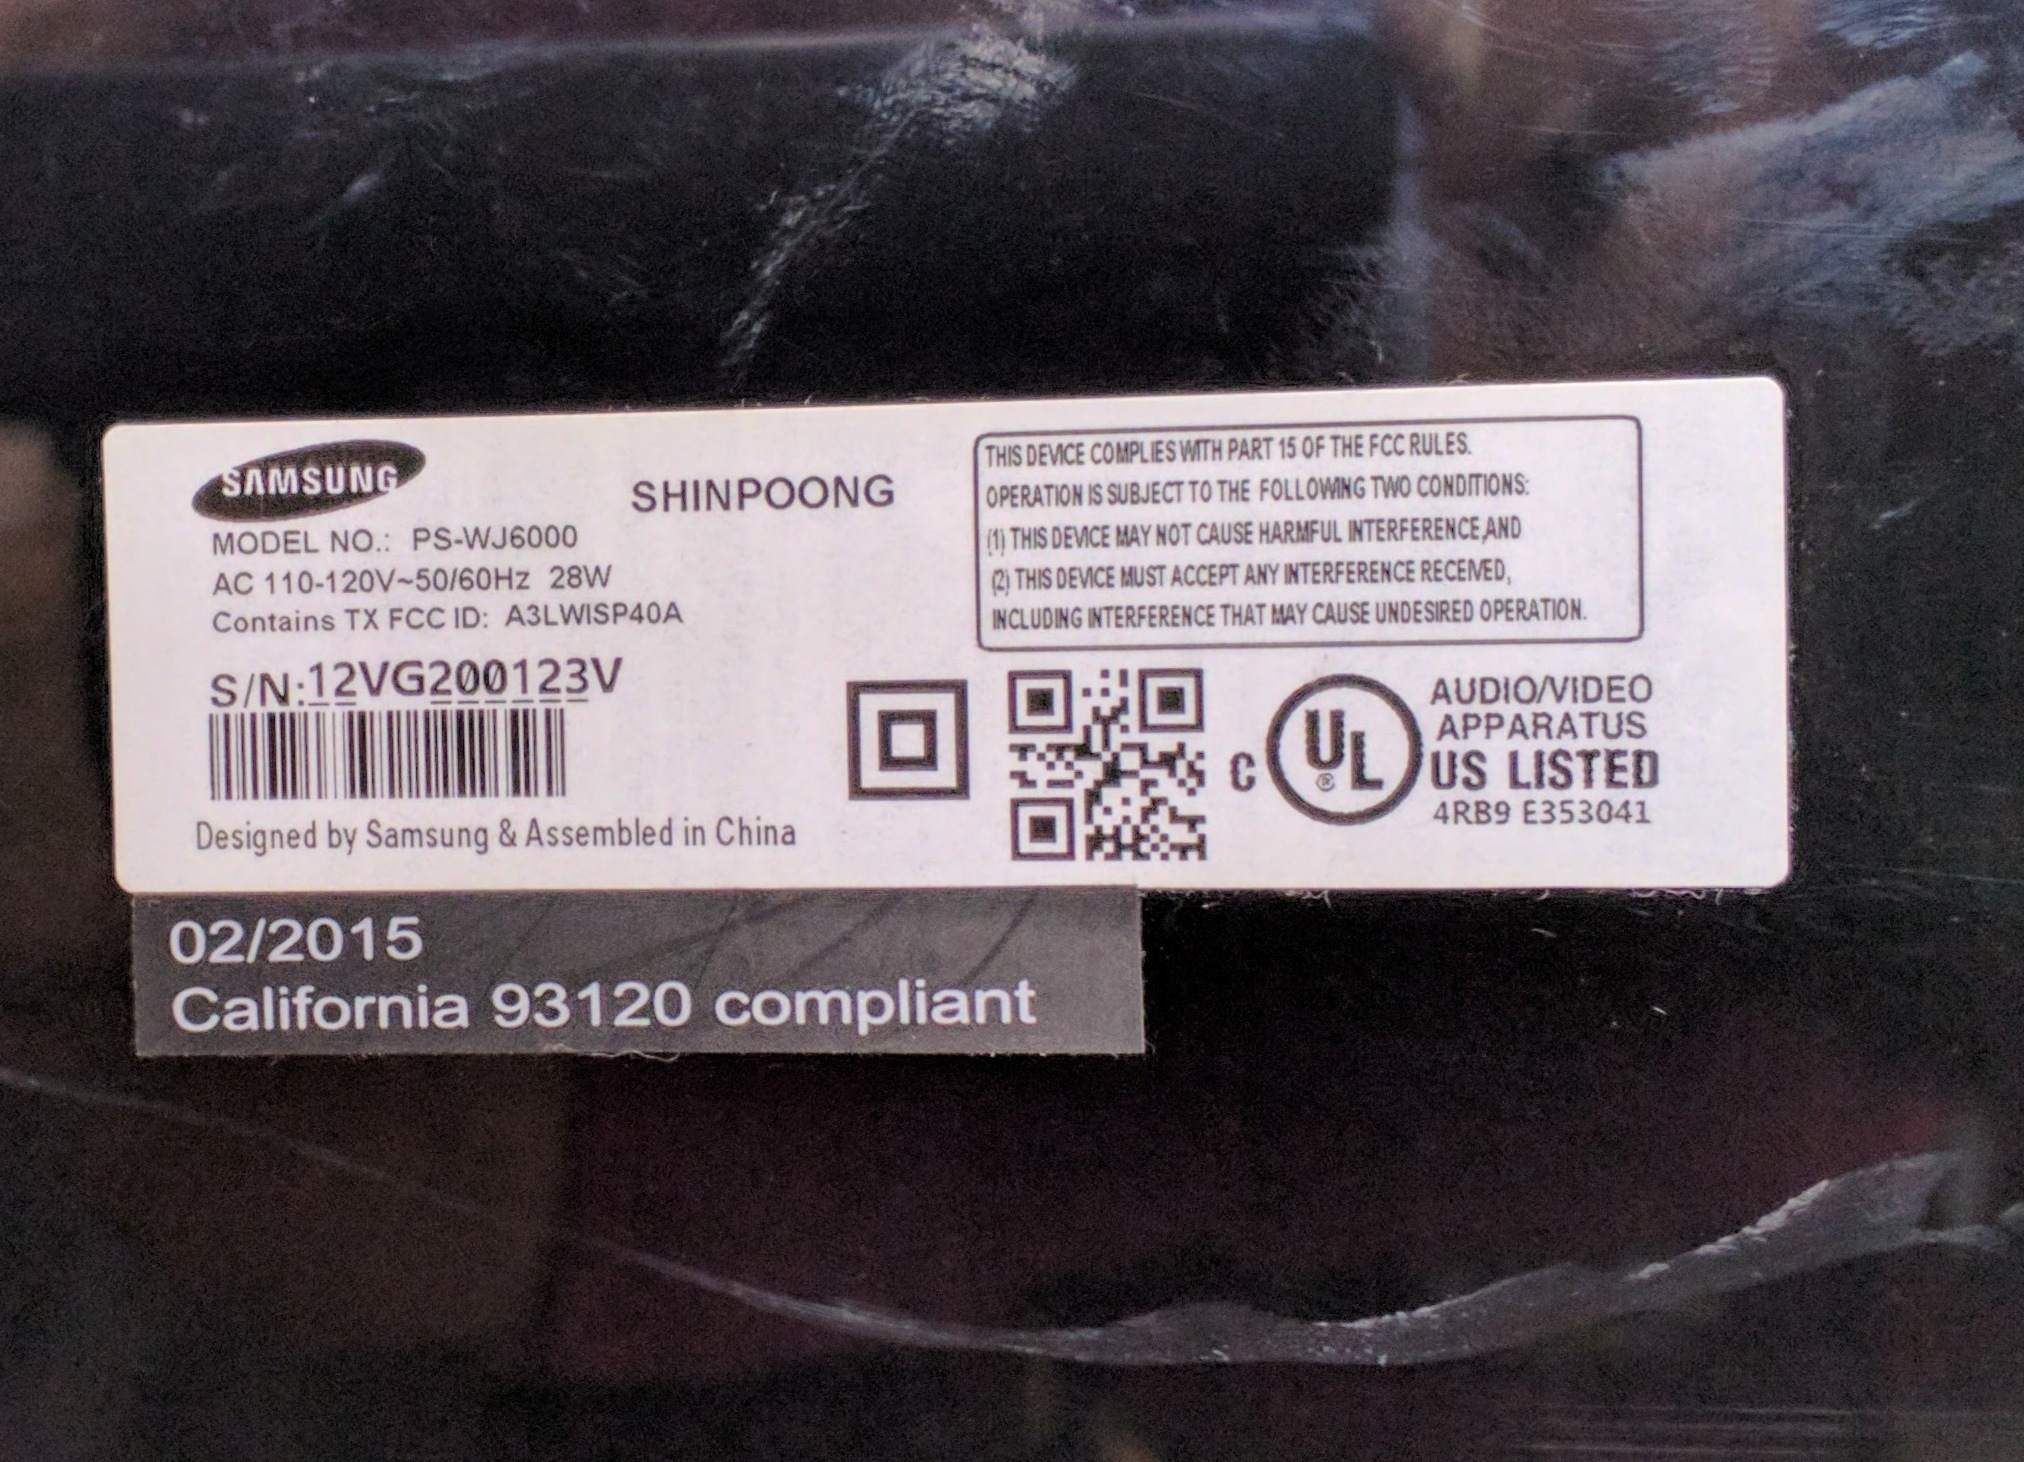 SAMSUNG
SHINPOONG
MODEL NO.: PS-WJ6000
AC 110-120V~50/60Hz 28W
Contains TX FCC ID: A3LWISP40A
S/N:12VG200123V
Designed by Samsung & Assembled in China
THIS DEVICE COMPLIES WITH PART 15 OF THE FCC RULES.
OPERATION IS SUBJECT TO THE FOLLOWING TWO CONDITIONS:
(1) THIS DEVICE MAY NOT CAUSE HARMFUL INTERFERENCE,AND
(2) THIS DEVICE MUST ACCEPT ANY INTERFERENCE RECEIVED,
INCLUDING INTERFERENCE THAT MAY CAUSE UNDESIRED OPERATION.
C UL ®
AUDIO/VIDEO
APPARATUS
US LISTED
4RB9 E353041
02/2015
California 93120 compliant